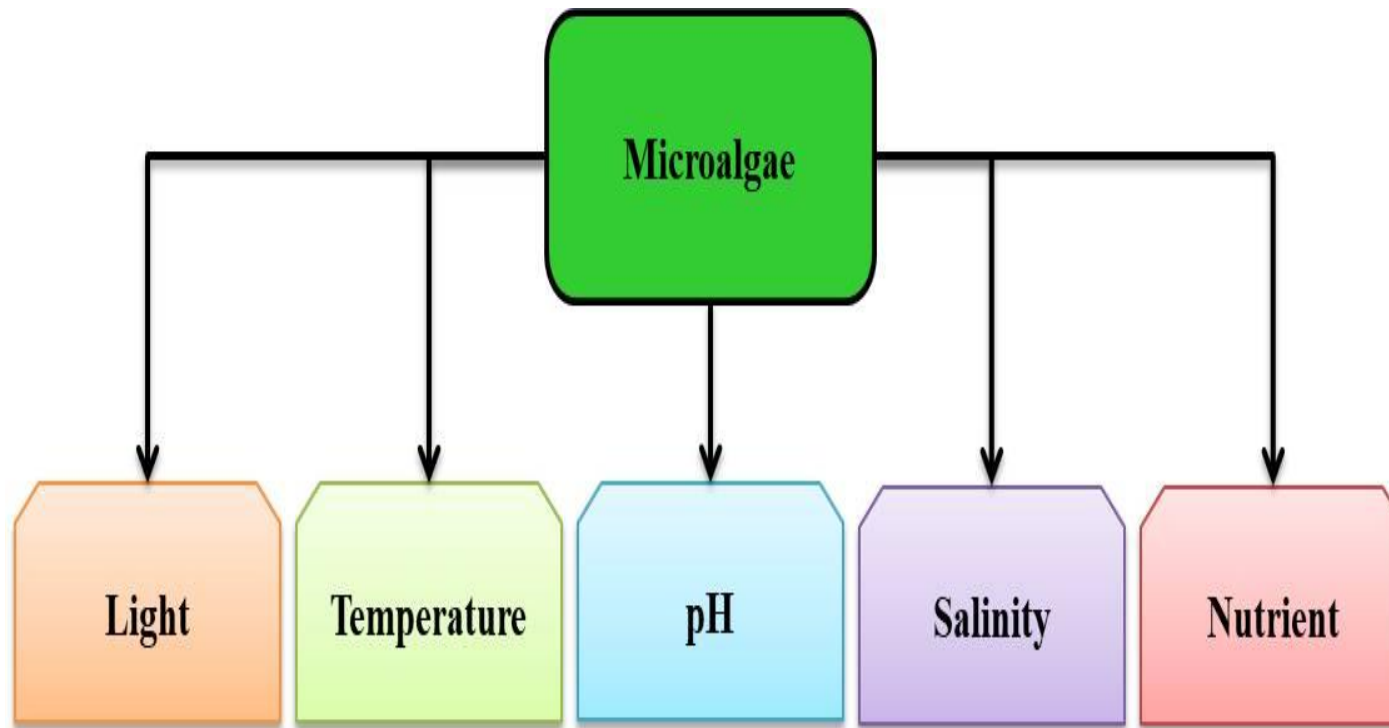 Microalgae
Light
Temperature
pH
Salinity
Nutrient